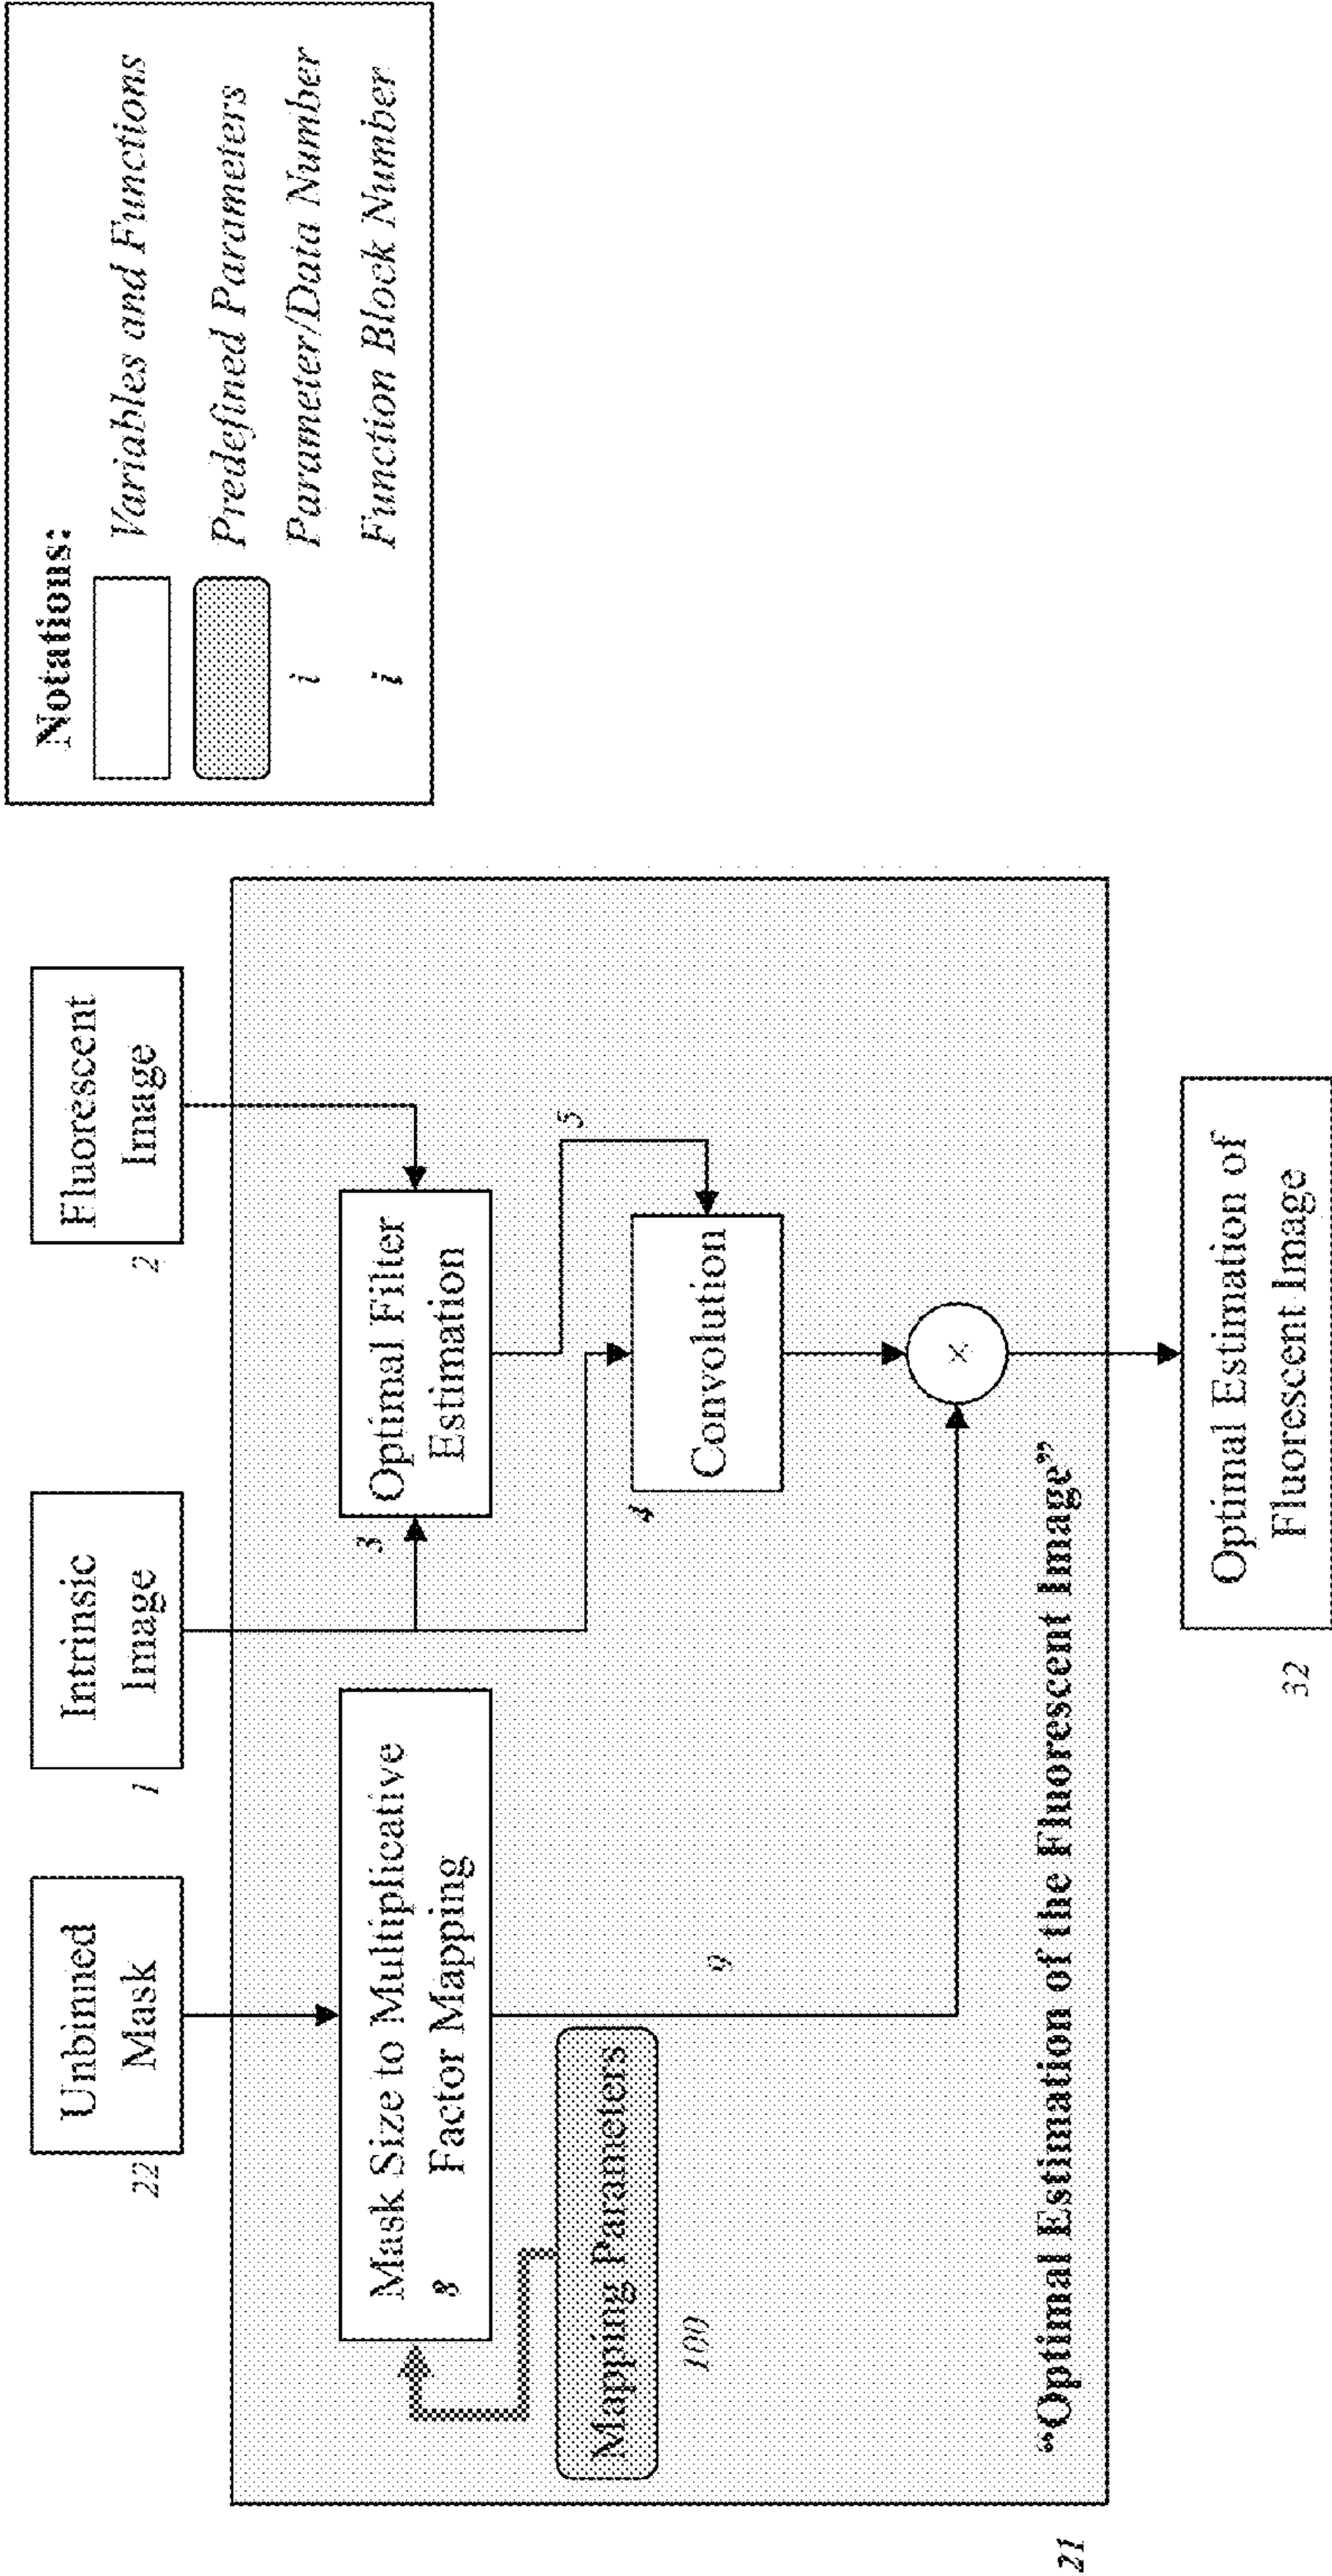 Unbinned
Mask
22
Intrinsic
Image
1
Fluorescent
Image
2
Mask Size to Multiplicative
Factor Mapping
8
Mapping Parameters
100
9
3
Optimal Filter
Estimation
5
4
Convolution
×
“Optimal Estimation of the Fluorescent Image”
21
Optimal Estimation of
Fluorescent Image
32
Notations:
Variables and Functions
Predefined Parameters
i Parameter/Data Number
i Function Block Number